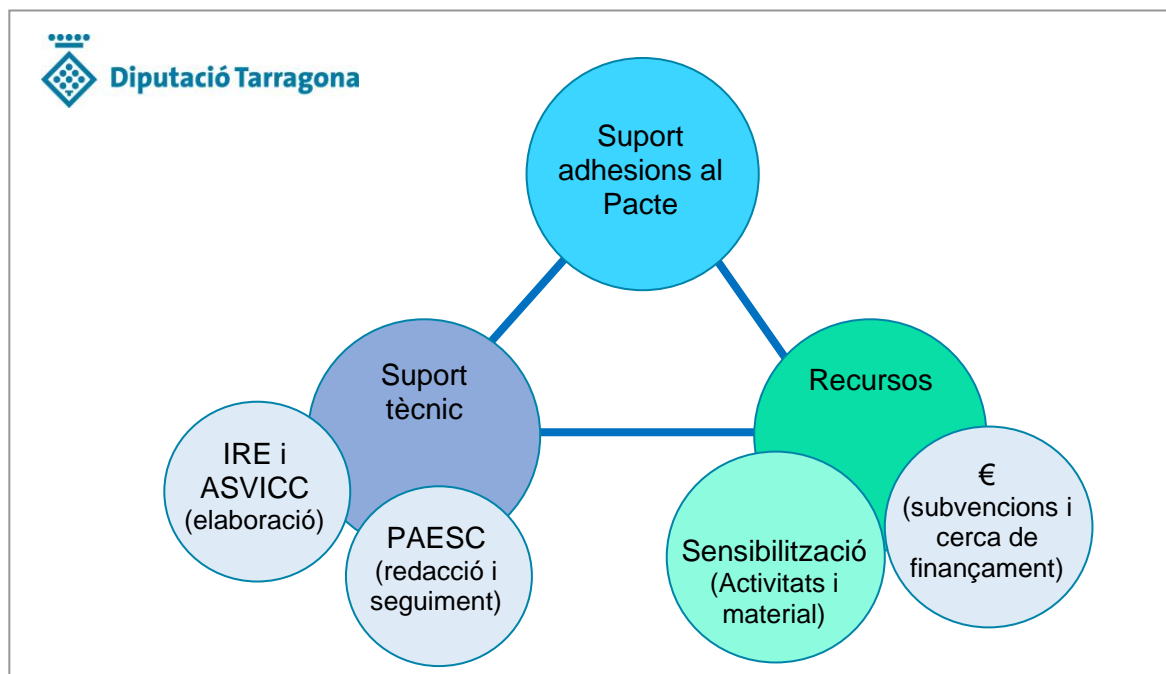 Diputació Tarragona
Suport
adhesions al
Pacte
Suport
tècnic
Recursos
IRE i
ASVICC
(elaboració)
PAESC
(redacció i
seguiment)
Sensibilització
(Activitats i
material)
€
(subvencions i
cerca de
finançament)